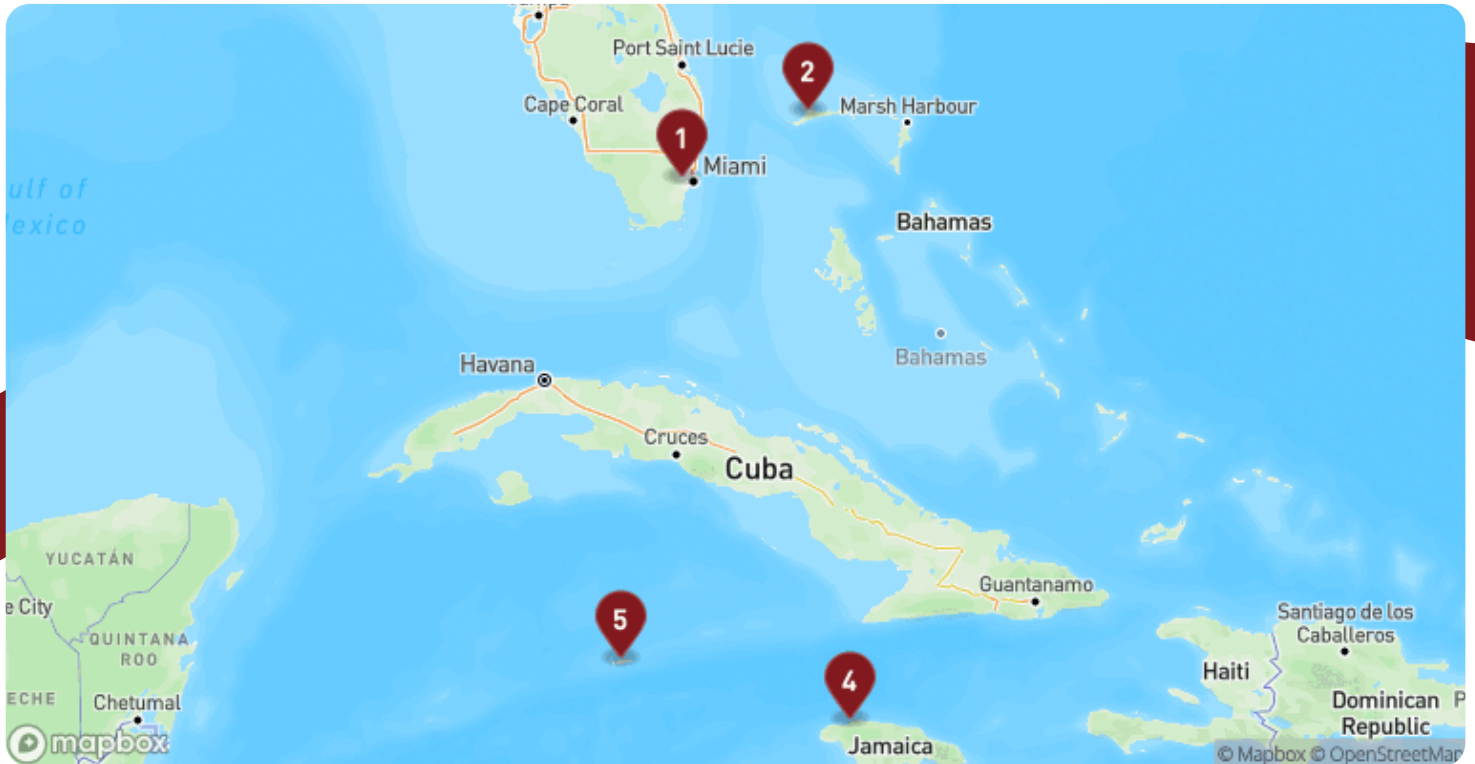 Port Saint Lucie
2
Cape Coral
Marsh Harbour
1
Miami
ulf of
exico
Bahamas
Havana
Bahamas
Cruces
Cuba
YUCATÁN
Guantanamo
e City
5
Santiago de los
Caballeros
QUINTANA
ROO
4
Haiti
ECHE
Chetumal
Dominican
Republic
P
Jamaica
mapbox
© Mapbox © OpenStreetMap